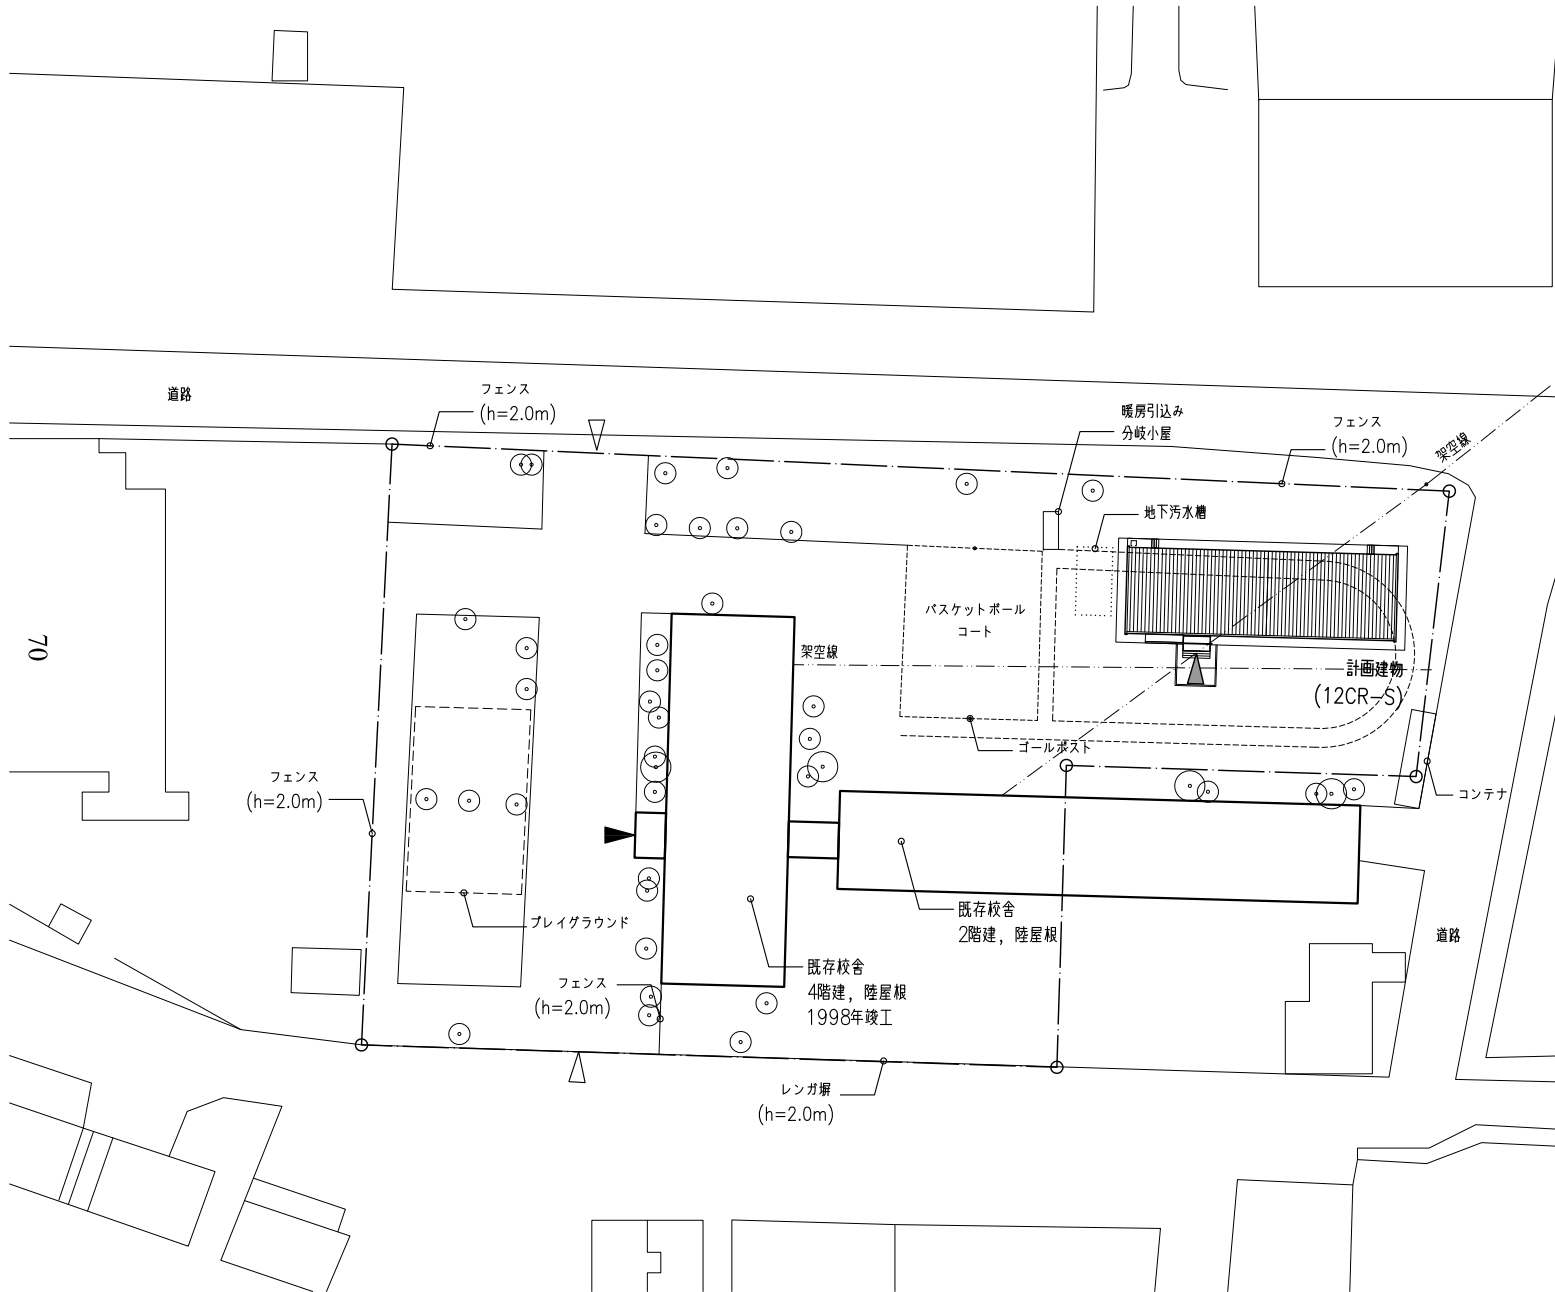 道路
フェンス
(h=2.0m)
暖房引込み
分岐小屋
フェンス
(h=2.0m)
架空線
地下汚水槽
バスケットボール
コート
70
架空線
計画建物
(12CR-S)
ゴールポスト
フェンス
(h=2.0m)
コンテナ
プレイグラウンド
既存校舎
2階建, 陸屋根
道路
既存校舎
4階建, 陸屋根
1998年竣工
フェンス
(h=2.0m)
レンガ塀
(h=2.0m)